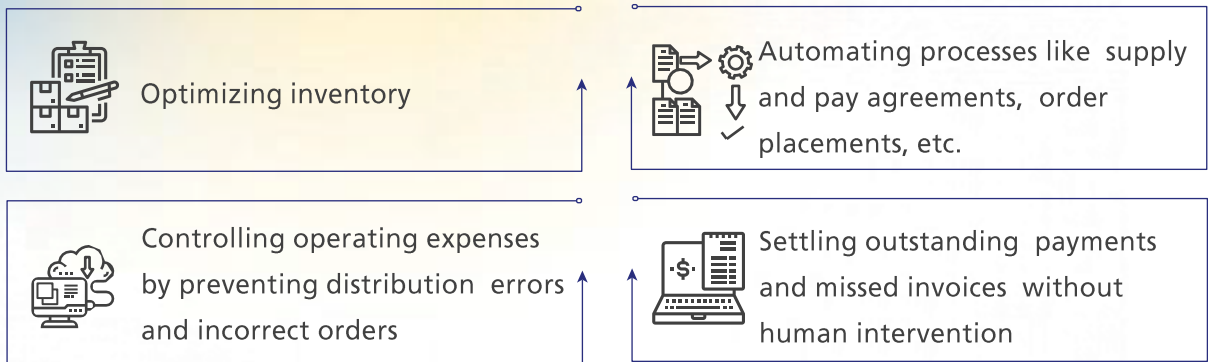 Optimizing inventory
Automating processes like supply
and pay agreements, order
placements, etc.
Controlling operating expenses
by preventing distribution errors
and incorrect orders
Settling outstanding payments
and missed invoices without
human intervention